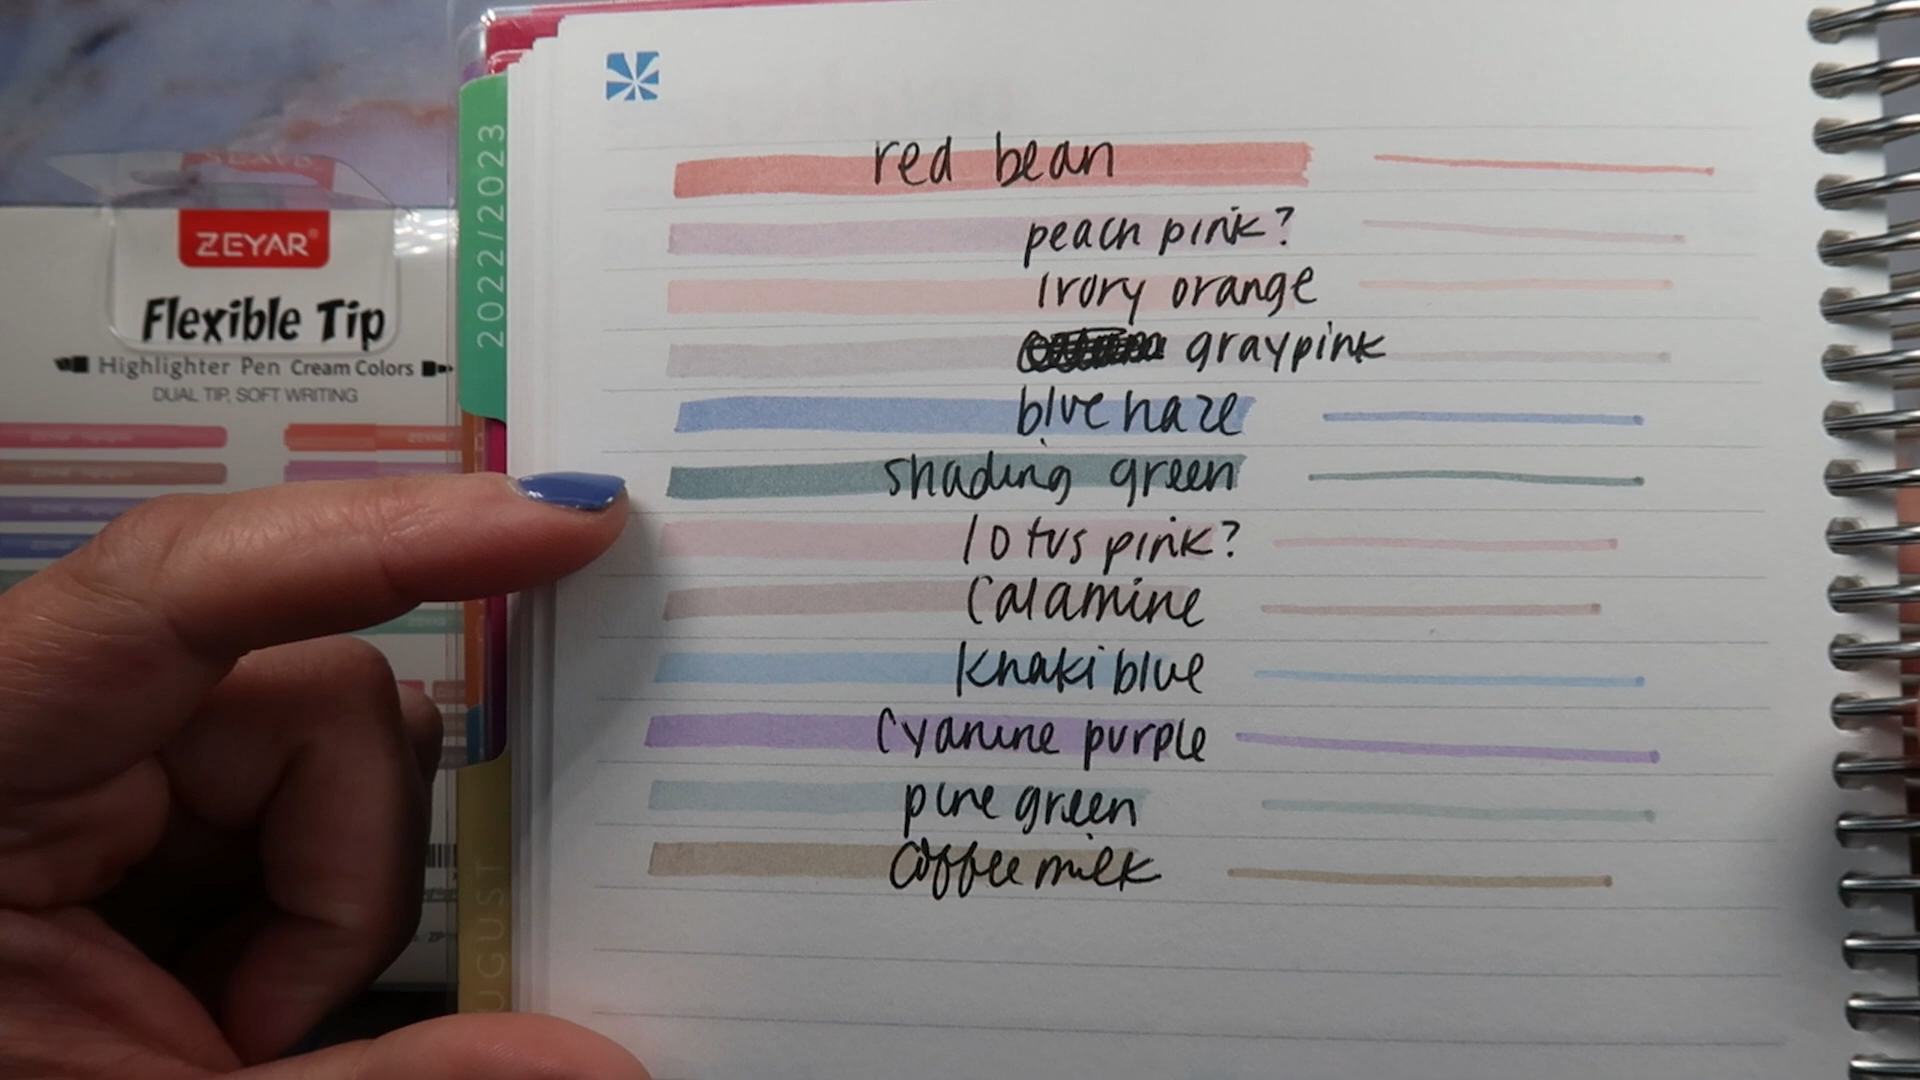 2022/2023
ZEYAR®
Flexible Tip
Highlighter Pen Cream Colors
DUAL TIP, SOFT WRITING
red bean
peach pink?
Ivory orange
graypink
blue haze
shading green
lotus pink?
Calamine
Khaki blue
Cyanine purple
pine green
Coffee milk